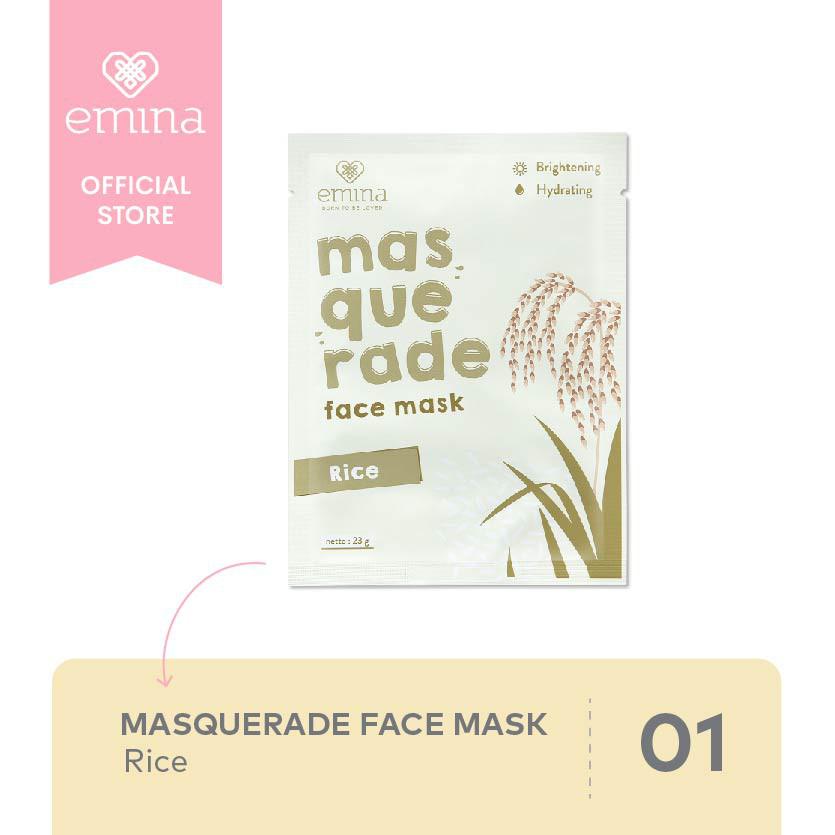 emina
OFFICIAL
STORE
emina
BORN TO BE LOVED
Brightening
Hydrating
mas
que
rade
face mask
Rice
netto : 23 g
MASQUERADE FACE MASK
Rice
01